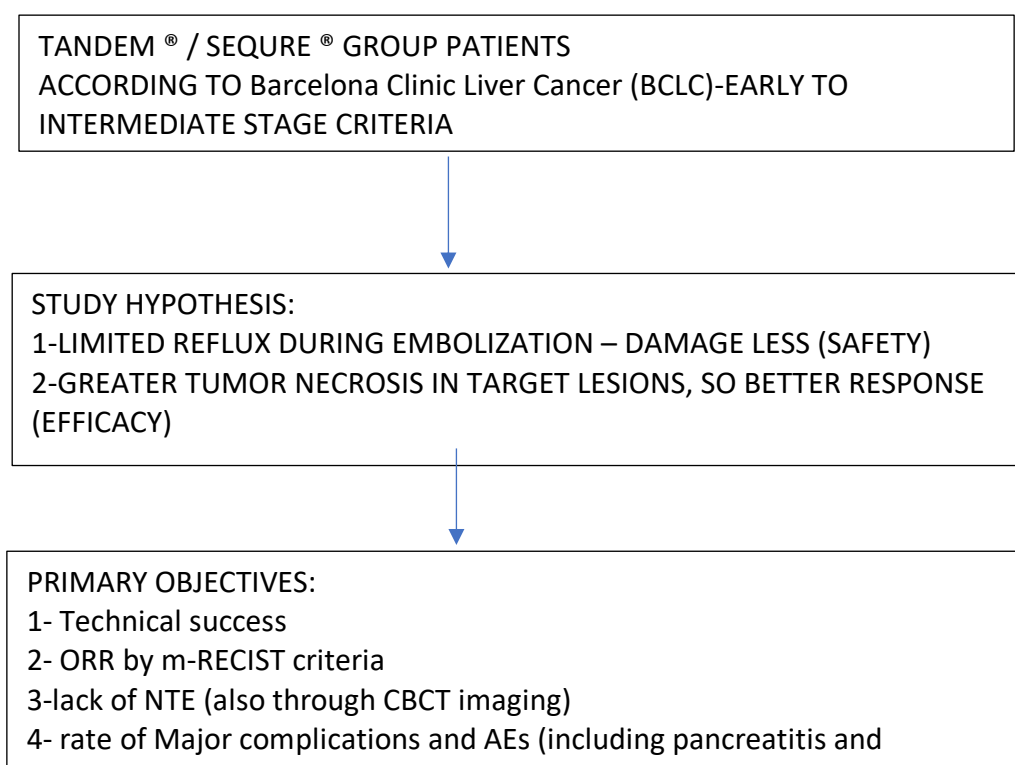 TANDEM ® / SEQURE ® GROUP PATIENTS
ACCORDING TO Barcelona Clinic Liver Cancer (BCLC)-EARLY TO
INTERMEDIATE STAGE CRITERIA
STUDY HYPOTHESIS:
1-LIMITED REFLUX DURING EMBOLIZATION – DAMAGE LESS (SAFETY)
2-GREATER TUMOR NECROSIS IN TARGET LESIONS, SO BETTER RESPONSE
(EFFICACY)
PRIMARY OBJECTIVES:
1- Technical success
2- ORR by m-RECIST criteria
3-lack of NTE (also through CBCT imaging)
4- rate of Major complications and AEs (including pancreatitis and